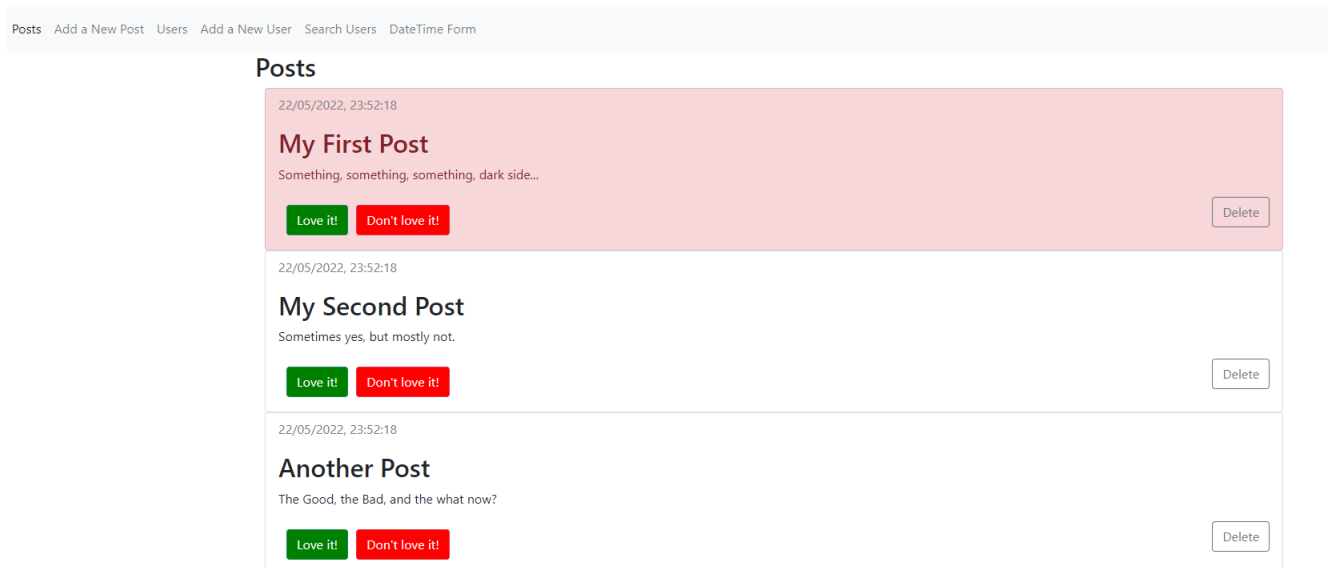 Posts Add a New Post Users Add a New User Search Users DateTime Form
Posts
22/05/2022, 23:52:18
My First Post
Something, something, something, dark side...
Love it! Don't love it! Delete
22/05/2022, 23:52:18
My Second Post
Sometimes yes, but mostly not.
Love it! Don't love it! Delete
22/05/2022, 23:52:18
Another Post
The Good, the Bad, and the what now?
Love it! Don't love it! Delete